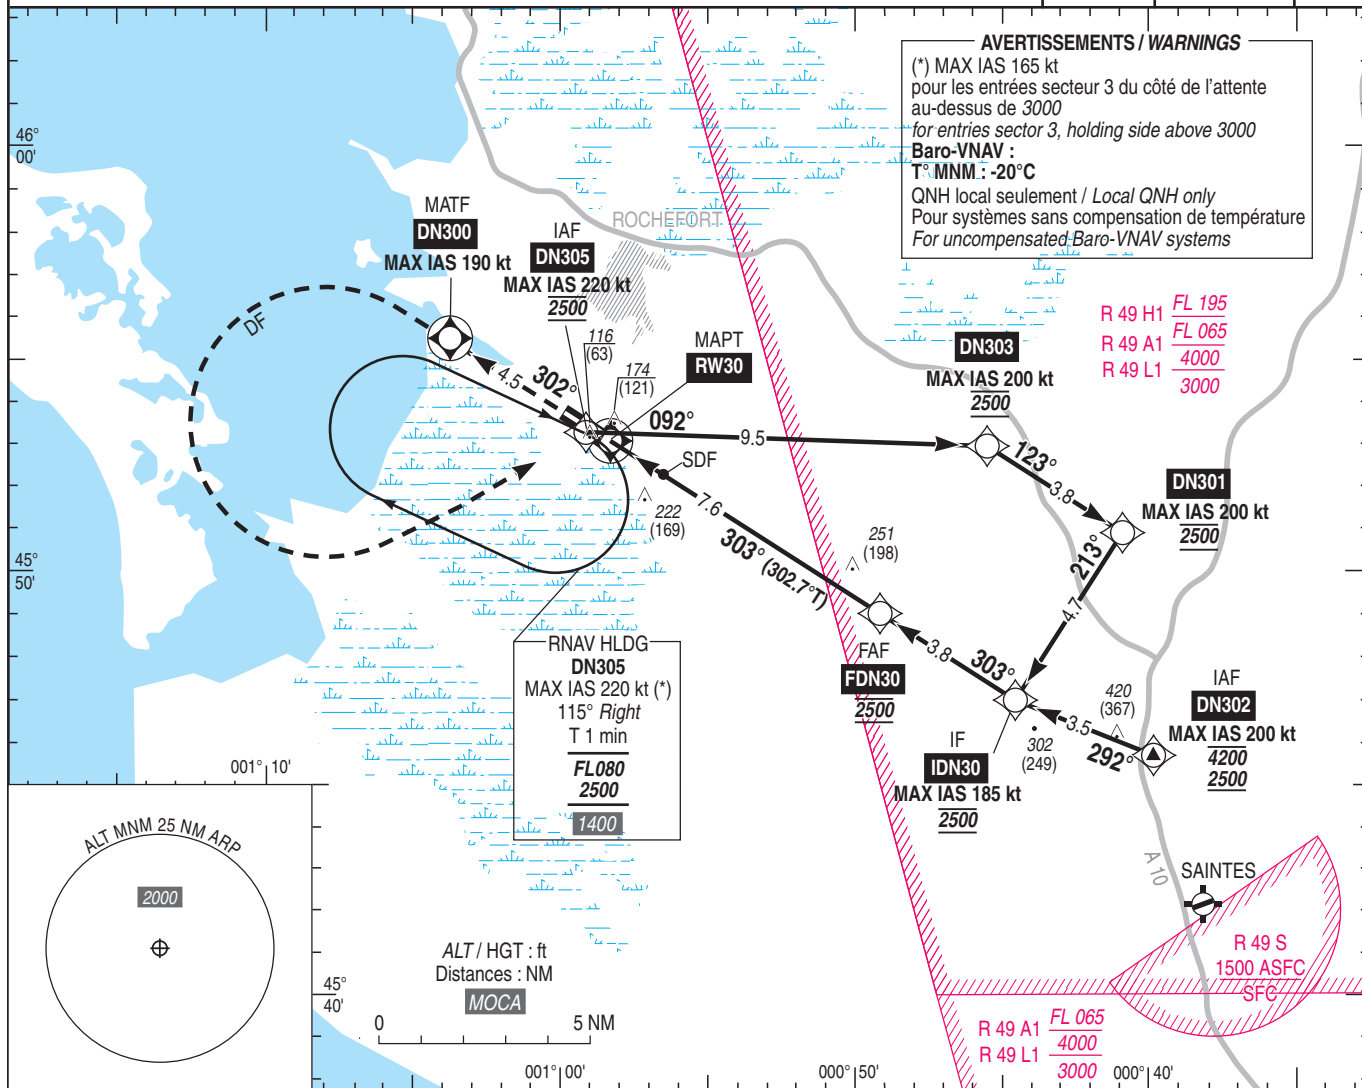 AVERTISSEMENTS / WARNINGS
(*) MAX IAS 165 kt
pour les entrées secteur 3 du côté de l'attente
au-dessus de 3000
for entries sector 3, holding side above 3000
Baro-VNAV :
T° MNM : -20°C
QNH local seulement / Local QNH only
Pour systèmes sans compensation de température
For uncompensated Baro-VNAV systems
46°
00'
ROCHEFORT
MATF
DN300
MAX IAS 190 kt
IAF
DN305
MAX IAS 220 kt
2500
DF
116
(63)
174
(121)
MAPT
RW30
4.5
302°
092°
9.5
DN303
MAX IAS 200 kt
2500
R 49 H1 FL 195
R 49 A1 FL 065
4000
R 49 L1
3000
SDF
7.6
222
(169)
123°
3.8
DN301
MAX IAS 200 kt
2500
251
(198)
303° (302.7°T)
213°
4.7
45°
50'
RNAV HLDG
DN305
MAX IAS 220 kt (*)
115° Right
T 1 min
FL080
2500
1400
FAF
FDN30
2500
3.8
303°
420
(367)
IAF
DN302
MAX IAS 200 kt
4200
2500
3.5
292°
302
(249)
IF
IDN30
MAX IAS 185 kt
2500
001° 10'
ALT MNM 25 NM ARP
2000
A 10
SAINTES
R 49 S
1500 ASFC
SFC
ALT / HGT : ft
Distances : NM
MOCA
0 5 NM
45°
40'
R 49 A1 FL 065
4000
R 49 L1
3000
001° 00'
000° 50'
000° 40'